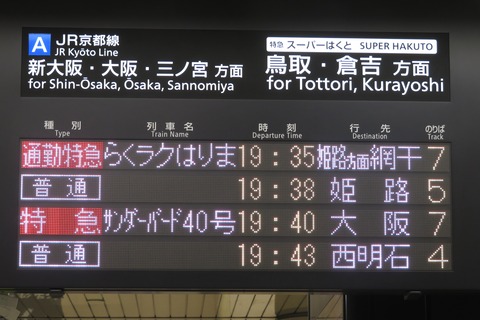 A JR京都線
JR Kyōto Line
新大阪・大阪・三ノ宮 方面
for Shin-Ōsaka, Ōsaka, Sannomiya
特急 スーパーはくと SUPER HAKUTO
鳥取・倉吉 方面
for Tottori, Kurayoshi
種別 列車名 時刻 行先 のりば
Type Train Name Departure Time Destination Track
通勤特急 らくラクはりま 19:35 姫路方面網干 7
普通 19:38 姫路 5
特急 サンダーバード40号 19:40 大阪 7
普通 19:43 西明石 4